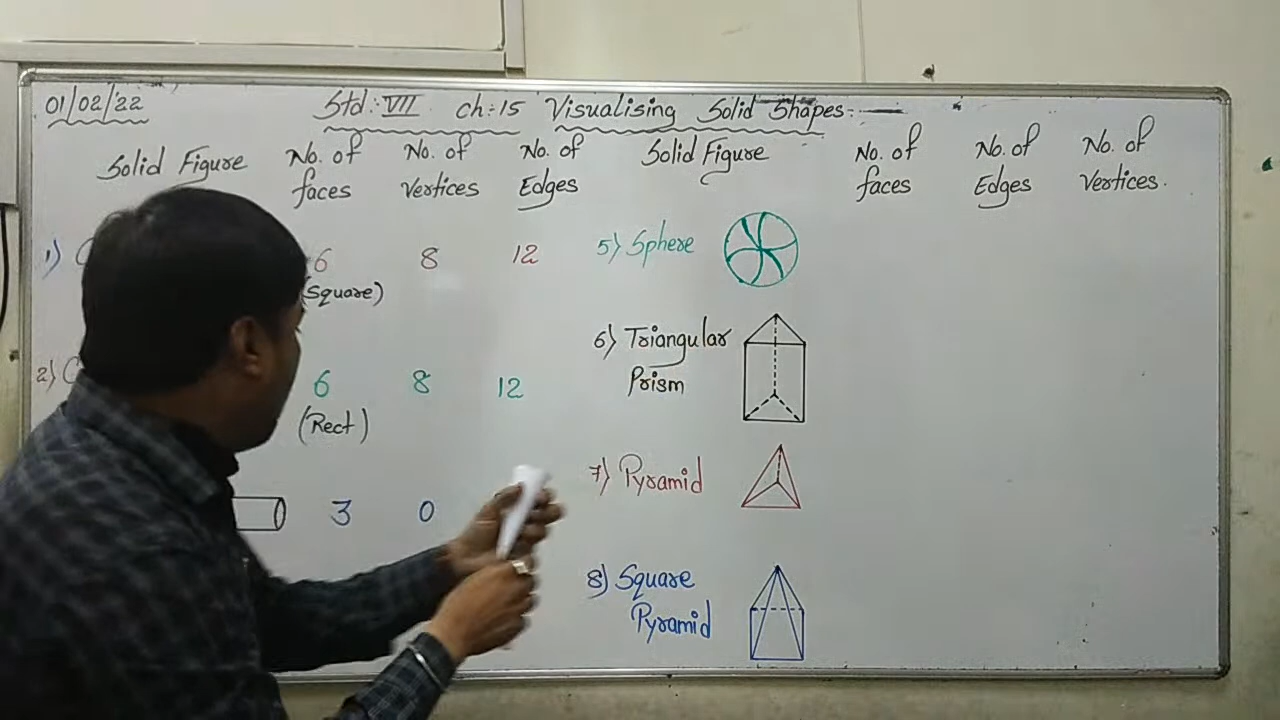 01/02/22
Std: VII ch:15 Visualising Solid Shapes:
Solid Figure No. of faces No. of Vertices No. of Edges
1) 6 8 12
(Square)
2) 6 8 12
(Rect)
3 0
Solid Figure No. of faces No. of Edges No. of Vertices.
5) Sphere
6) Triangular
Prism
7) Pyramid
8) Square
Pyramid